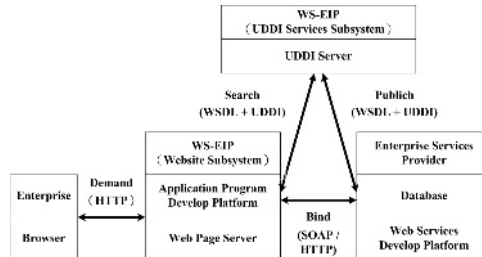 WS-EIP
(UDDI Services Subsystem)
UDDI Server
Search
(WSDL + UDDI)
Publish
(WSDL + UDDI)
WS-EIP
(Website Subsystem)
Enterprise Services
Provider
Enterprise
Browser
Demand
(HTTP)
Application Program
Develop Platform
Web Page Server
Bind
(SOAP /
HTTP)
Database
Web Services
Develop Platform